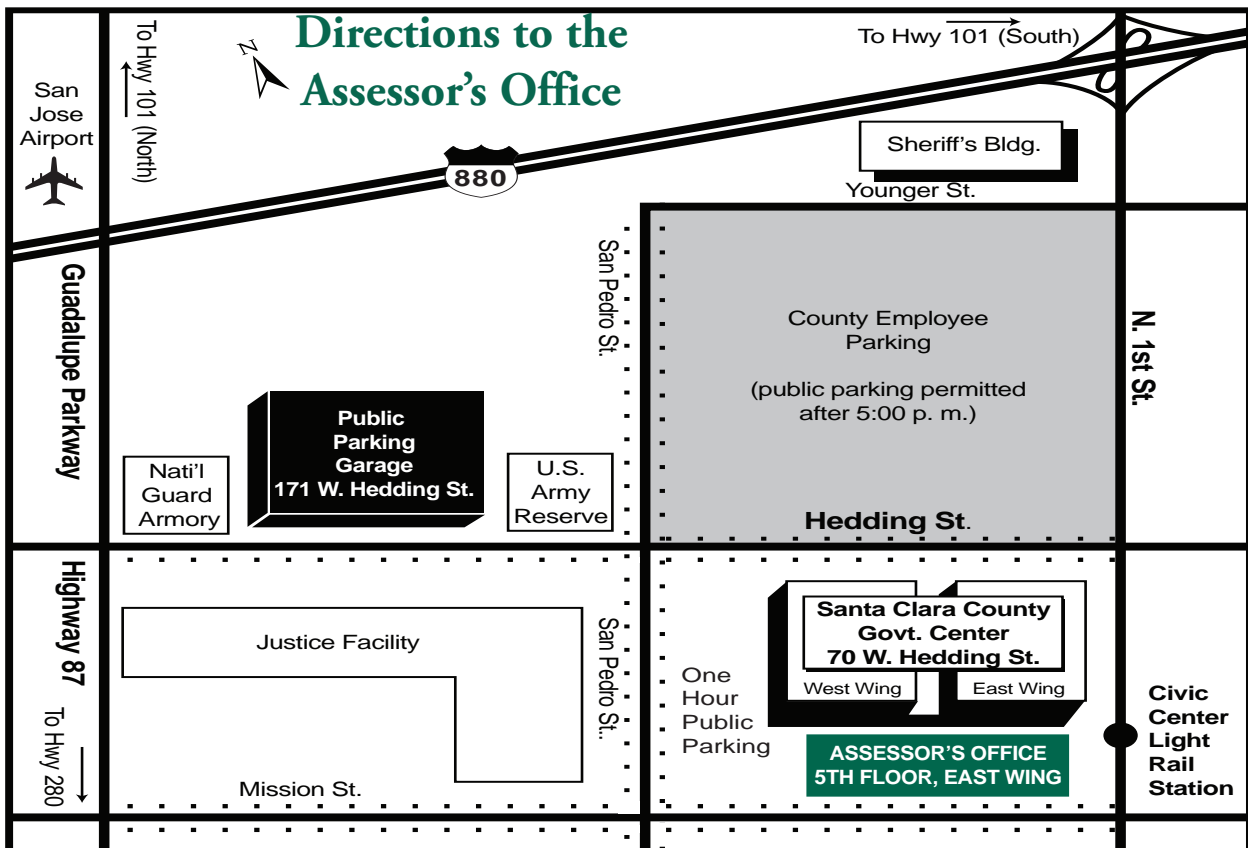 Directions to the
Assessor's Office
N
To Hwy 101 (South)
To Hwy 101 (North)
San
Jose
Airport
880
Sheriff's Bldg.
Younger St.
San Pedro St.
Guadalupe Parkway
County Employee
Parking
(public parking permitted
after 5:00 p. m.)
N. 1st St.
Public
Parking
Garage
171 W. Hedding St.
Nati'l
Guard
Armory
U.S.
Army
Reserve
Hedding St.
Highway 87
To Hwy 280
Justice Facility
San Pedro St..
Mission St.
One
Hour
Public
Parking
Santa Clara County
Govt. Center
70 W. Hedding St.
West Wing
East Wing
ASSESSOR'S OFFICE
5TH FLOOR, EAST WING
Civic
Center
Light
Rail
Station